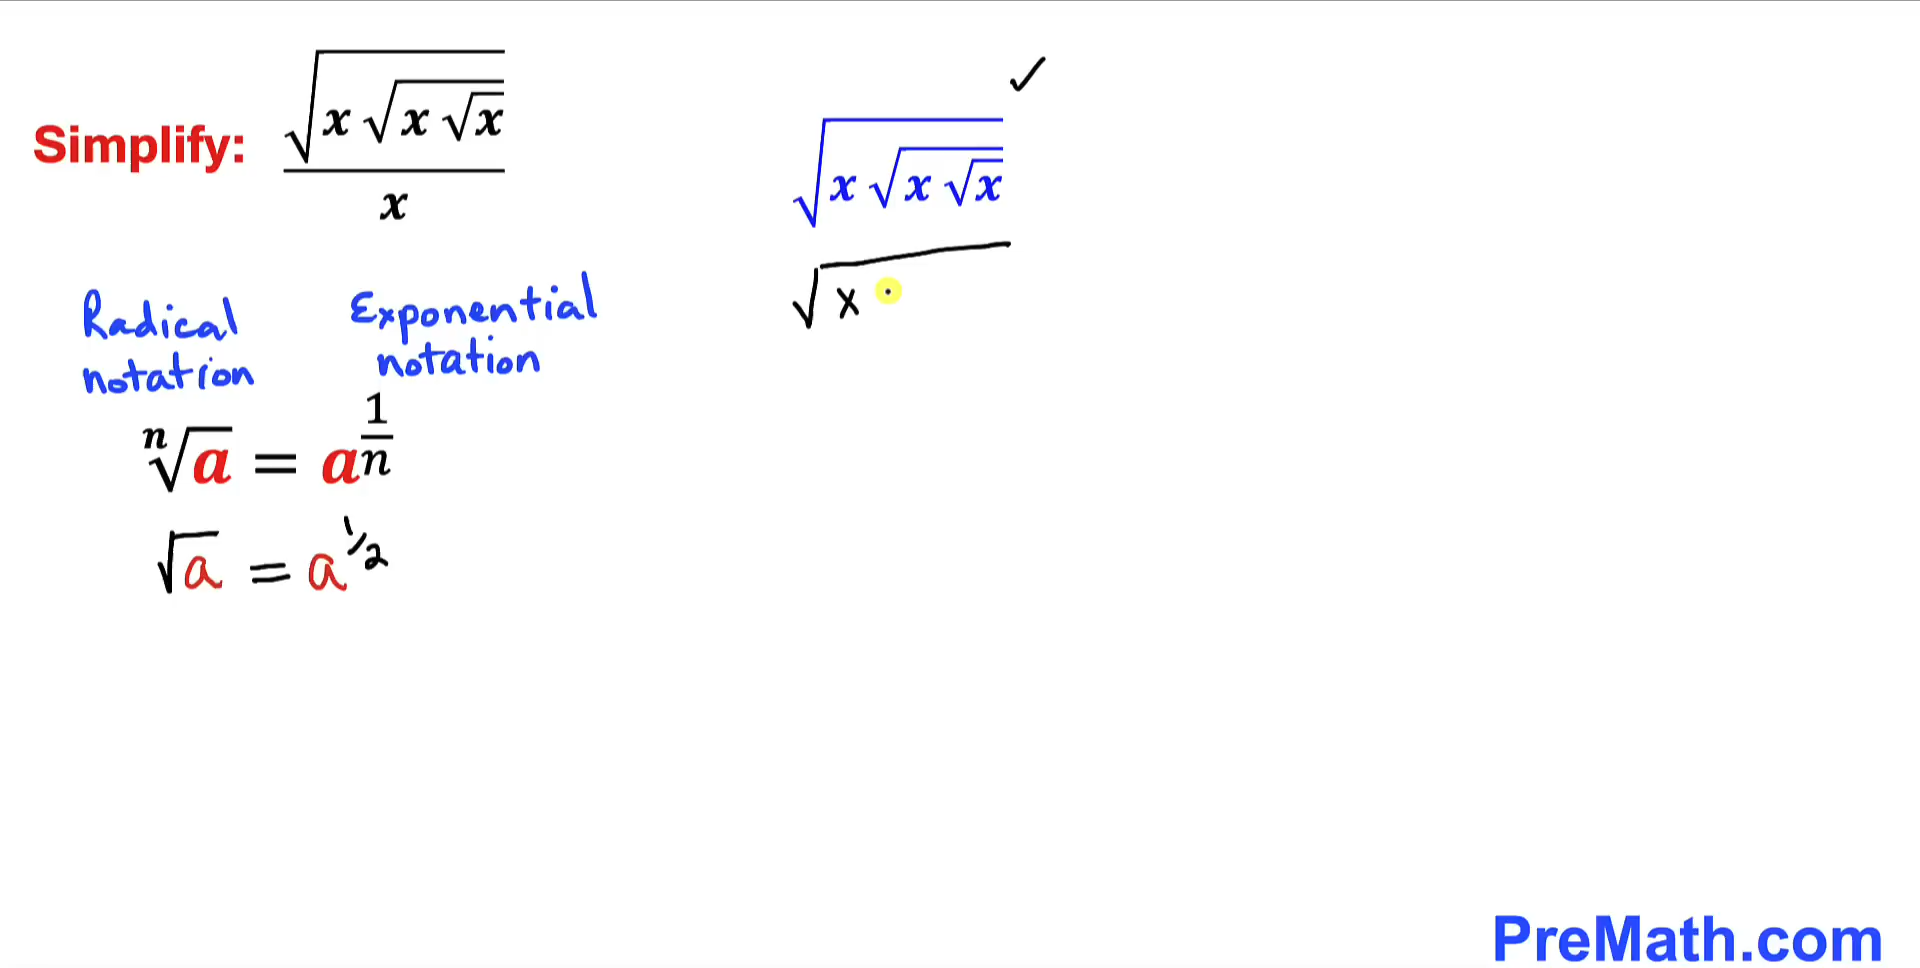 Simplify: √(x√(x√x)) / x
√(x√(x√x)) ✓
√(x ·
Radical notation
Exponential notation
ⁿ√a = a^(1/n)
√a = a^(1/2)
PreMath.com